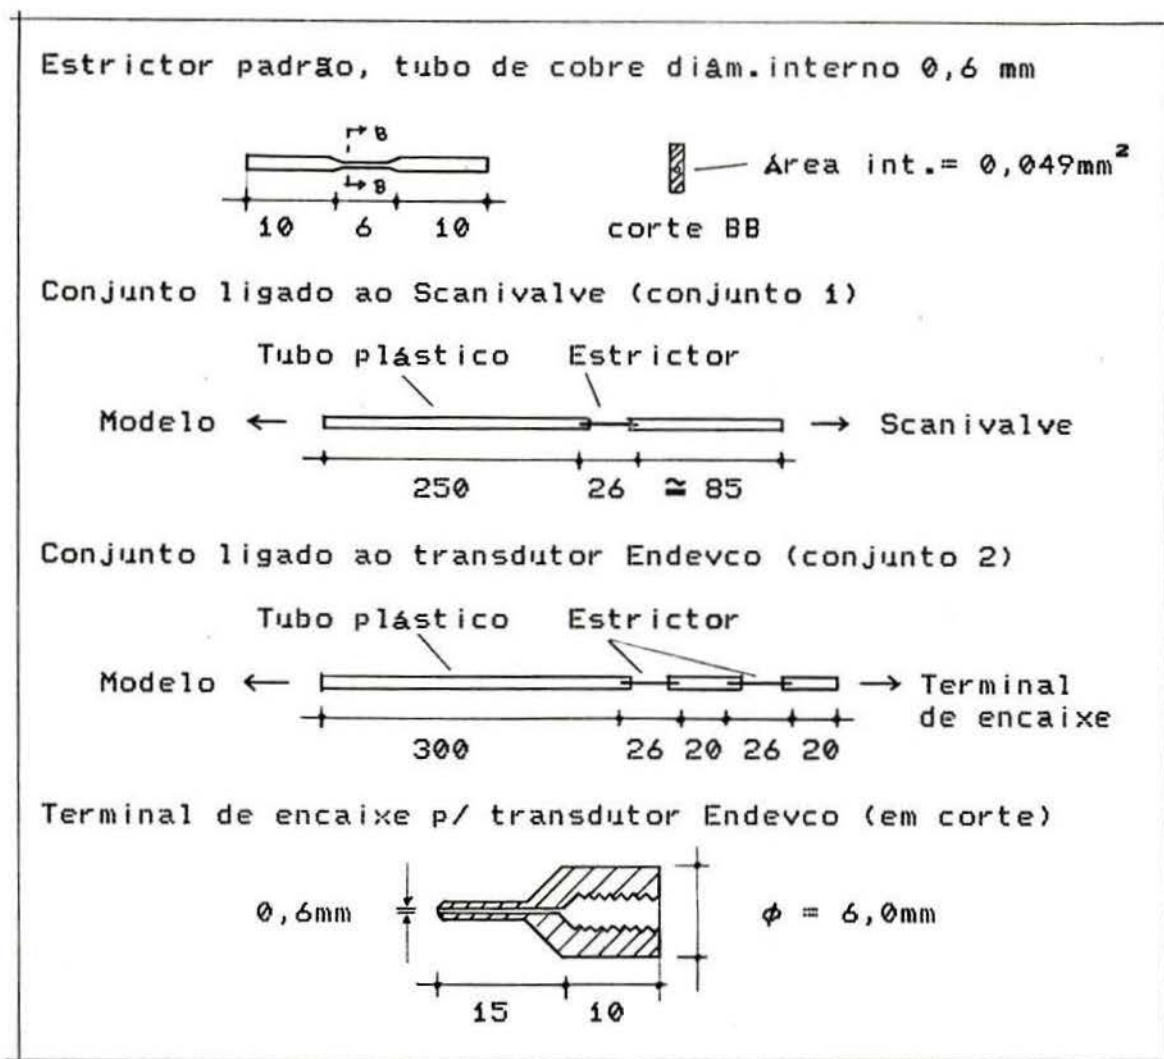 Estrictor padrão, tubo de cobre diâm.interno 0,6 mm
B
B
10 6 10
Área int.= 0,049mm²
corte BB
Conjunto ligado ao Scanivalve (conjunto 1)
Tubo plástico Estrictor
Modelo ← → Scanivalve
250 26 ≅ 85
Conjunto ligado ao transdutor Endevco (conjunto 2)
Tubo plástico Estrictor
Modelo ← → Terminal
de encaixe
300 26 20 26 20
Terminal de encaixe p/ transdutor Endevco (em corte)
0,6mm ϕ = 6,0mm
15 10